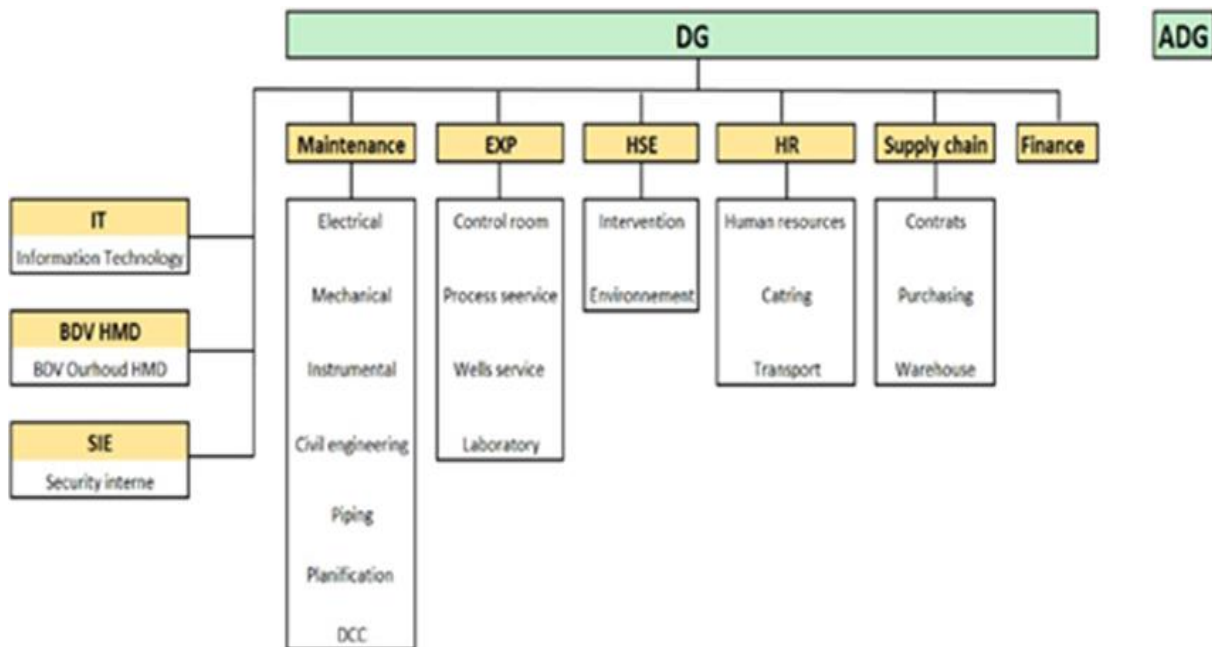 DG
ADG
Maintenance
EXP
HSE
HR
Supply chain
Finance
IT
Information Technology
BDV HMD
BDV Ourhoud HMD
SIE
Security interne
Electrical
Mechanical
Instrumental
Civil engineering
Piping
Planification
DCC
Control room
Process seervice
Wells service
Laboratory
Intervention
Environnement
Human resources
Catring
Transport
Contrats
Purchasing
Warehouse